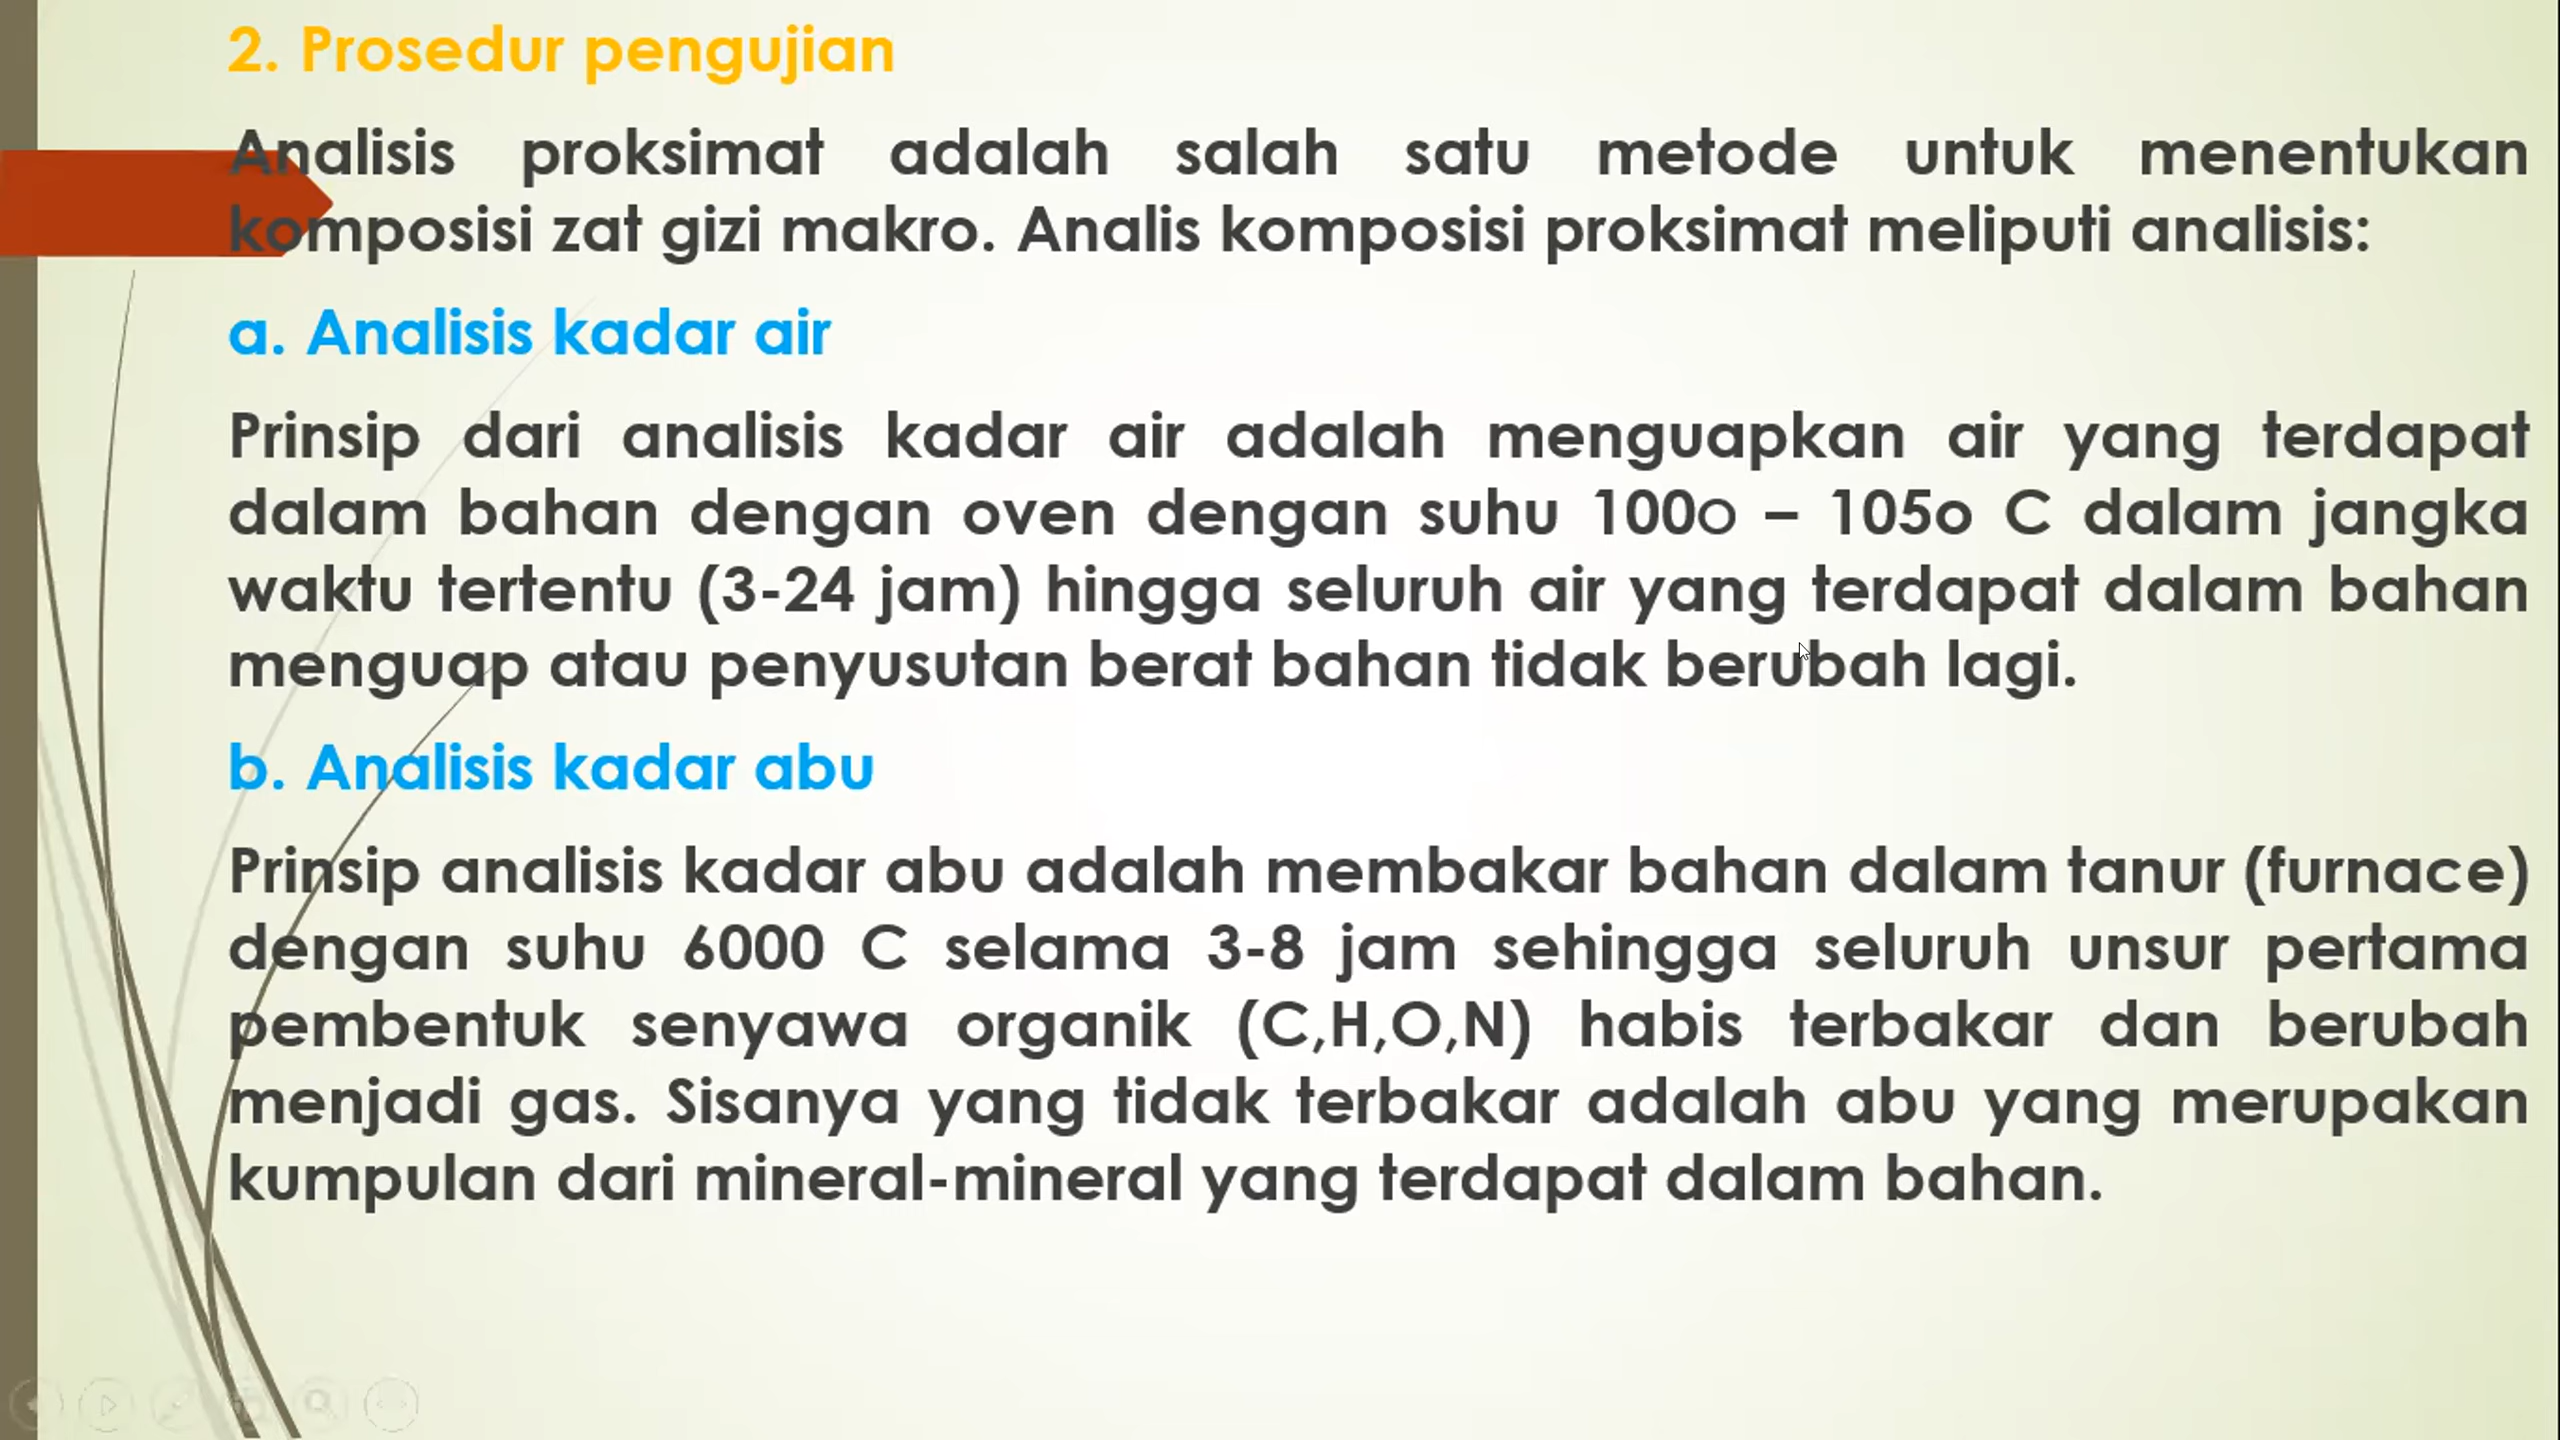 2. Prosedur pengujian
Analisis proksimat adalah salah satu metode untuk menentukan
komposisi zat gizi makro. Analis komposisi proksimat meliputi analisis:
a. Analisis kadar air
Prinsip dari analisis kadar air adalah menguapkan air yang terdapat
dalam bahan dengan oven dengan suhu 100o – 105o C dalam jangka
waktu tertentu (3-24 jam) hingga seluruh air yang terdapat dalam bahan
menguap atau penyusutan berat bahan tidak berubah lagi.
b. Analisis kadar abu
Prinsip analisis kadar abu adalah membakar bahan dalam tanur (furnace)
dengan suhu 6000 C selama 3-8 jam sehingga seluruh unsur pertama
pembentuk senyawa organik (C,H,O,N) habis terbakar dan berubah
menjadi gas. Sisanya yang tidak terbakar adalah abu yang merupakan
kumpulan dari mineral-mineral yang terdapat dalam bahan.